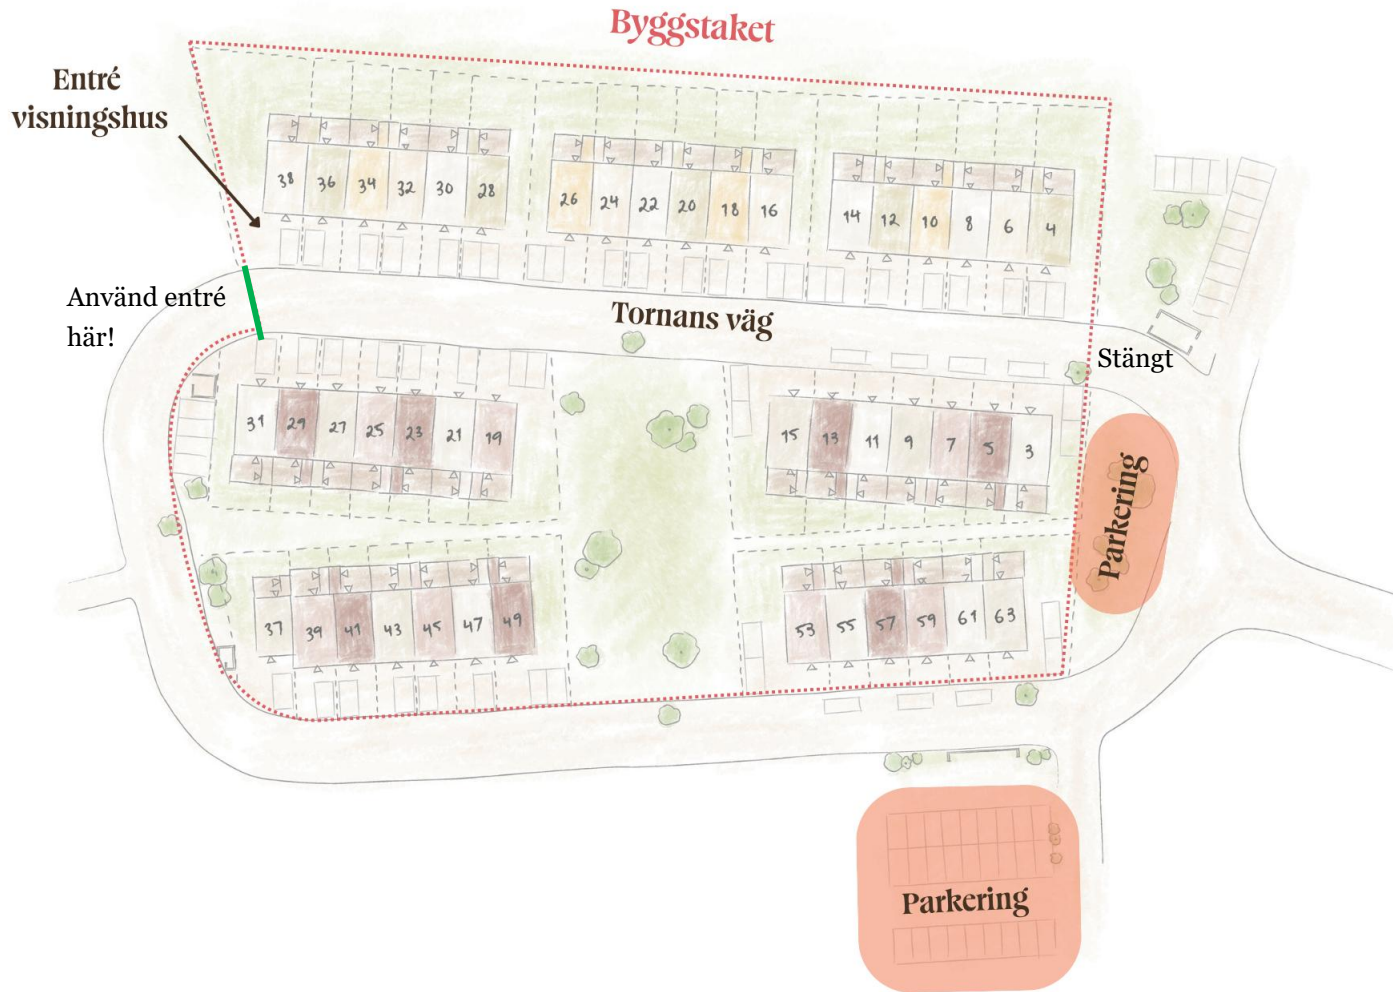 Byggstaket
Entré
visningshus
38 36 34 32 30 28
26 24 22 20 18 16
14 12 10 8 6 4
Använd entré
här!
Tornans väg
Stängt
31 29 27 25 23 21 19
15 13 11 9 7 5 3
Parkering
37 39 41 43 45 47 49
53 55 57 59 61 63
Parkering